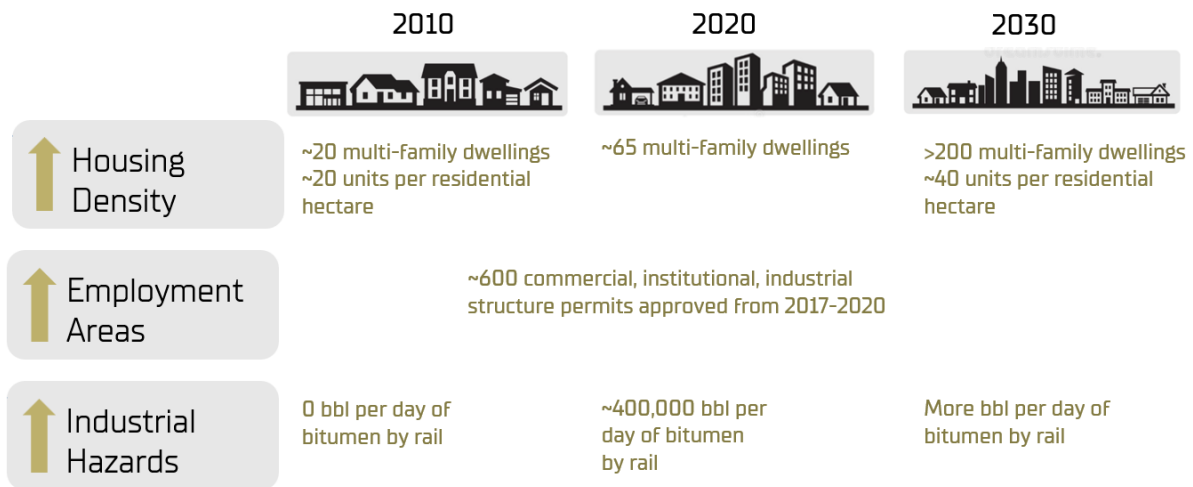 2010
2020
2030
Housing
Density
~20 multi-family dwellings
~20 units per residential
hectare
~65 multi-family dwellings
>200 multi-family dwellings
~40 units per residential
hectare
Employment
Areas
~600 commercial, institutional, industrial
structure permits approved from 2017-2020
Industrial
Hazards
0 bbl per day of
bitumen by rail
~400,000 bbl per
day of bitumen
by rail
More bbl per day of
bitumen by rail